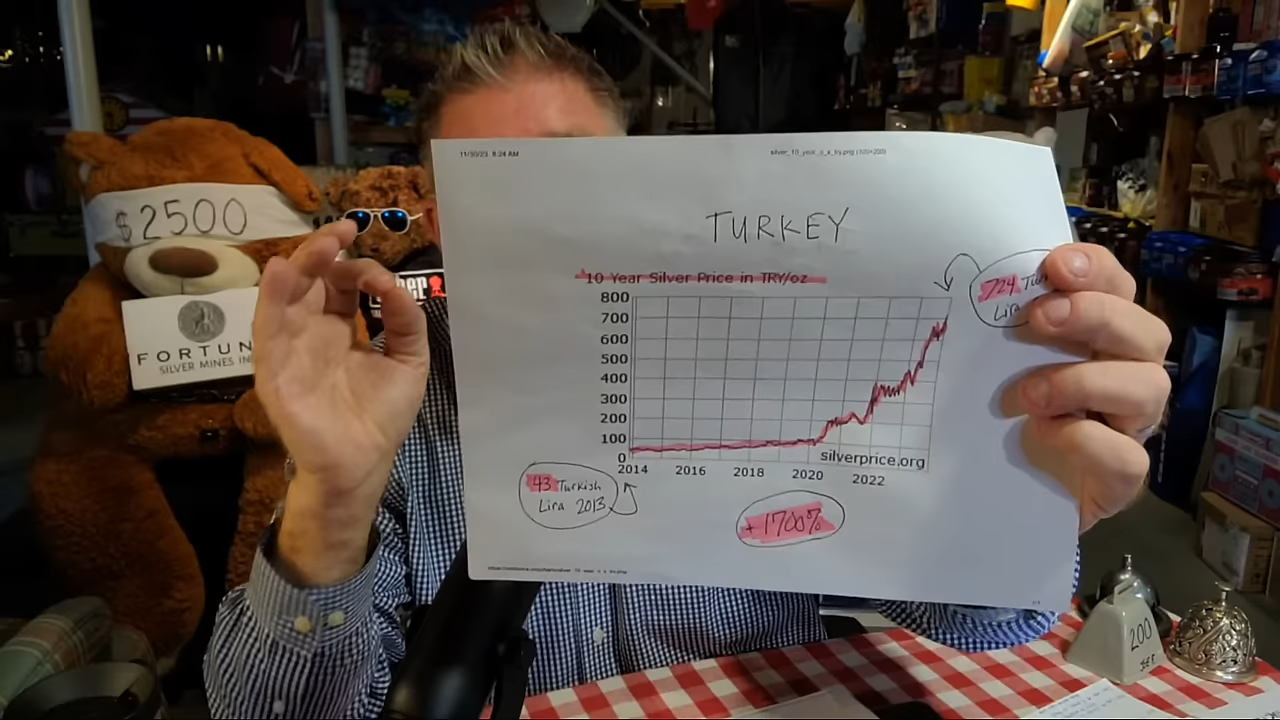 $2500
FORTUN
SILVER MINES IN
11/30/23, 8:24 AM
TURKEY
10 Year Silver Price in TRY/oz
724 Tur
Lira
800
700
600
500
400
300
200
100
0
2014 2016 2018 2020 2022
silverprice.org
43 Turkish
Lira 2013
+1700%
200